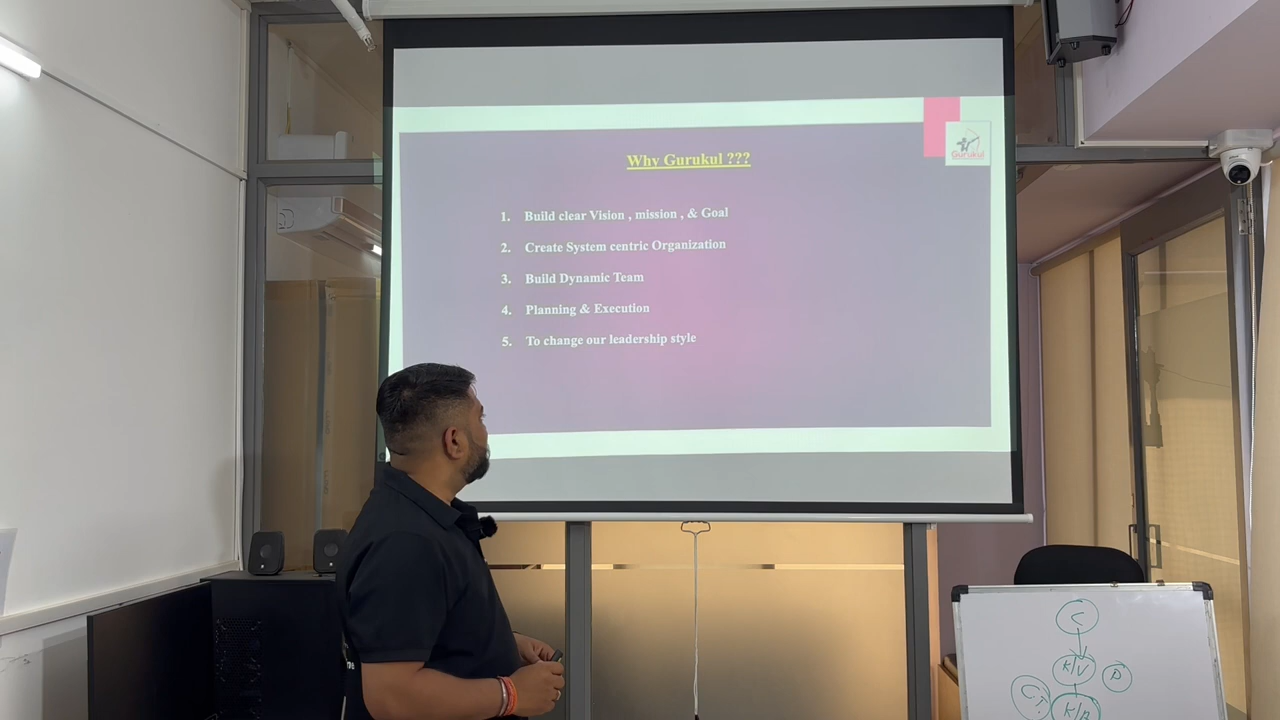 Why Gurukul ???
Gurukul
1. Build clear Vision , mission , & Goal
2. Create System centric Organization
3. Build Dynamic Team
4. Planning & Execution
5. To change our leadership style
C
K/V
B
C
K/B